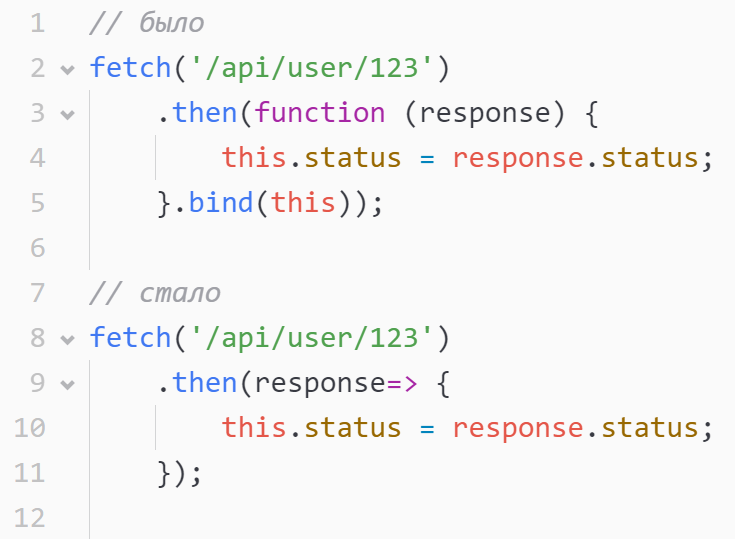 1 // было
2 fetch('/api/user/123')
3 .then(function (response) {
4 this.status = response.status;
5 }.bind(this));
6
7 // стало
8 fetch('/api/user/123')
9 .then(response=> {
10 this.status = response.status;
11 });
12